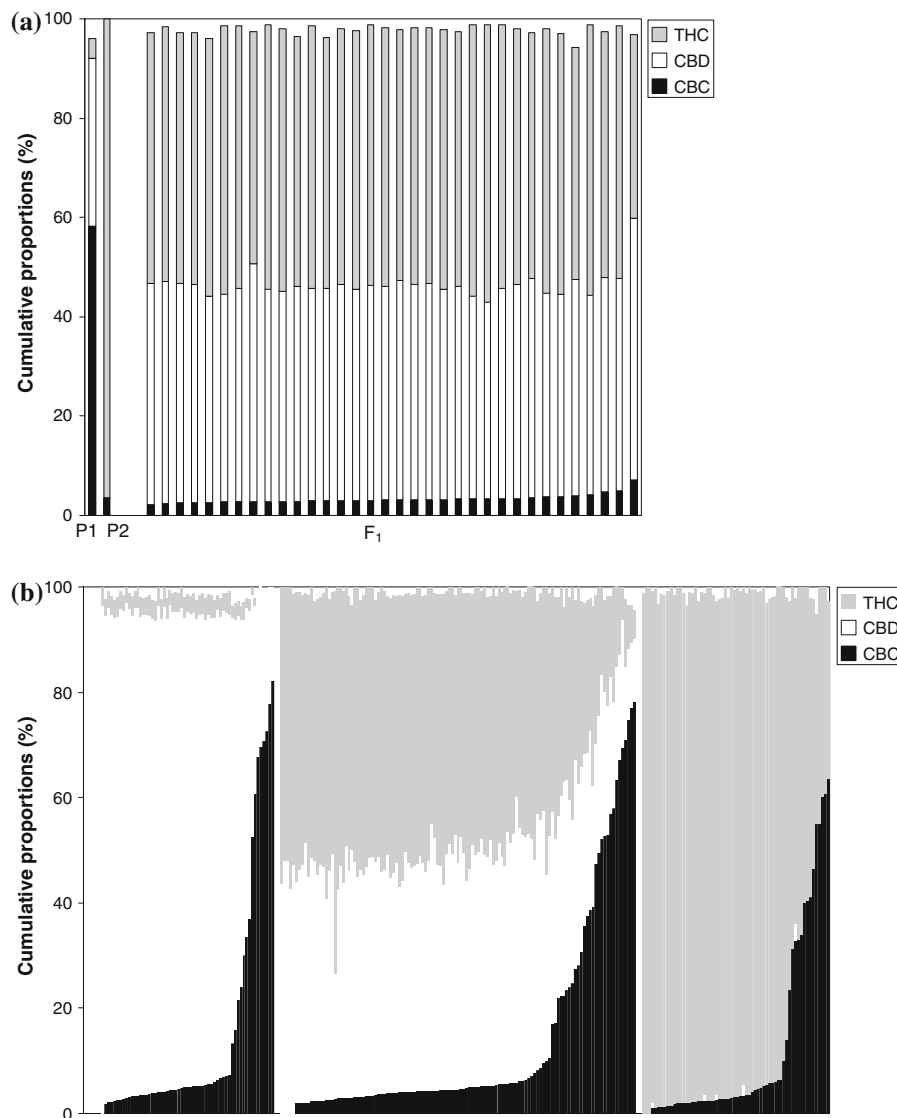 (a)
100
80
60
40
20
0
Cumulative proportions (%)
THC
CBD
CBC
P1 P2 F₁
(b)
100
80
60
40
20
0
Cumulative proportions (%)
THC
CBD
CBC